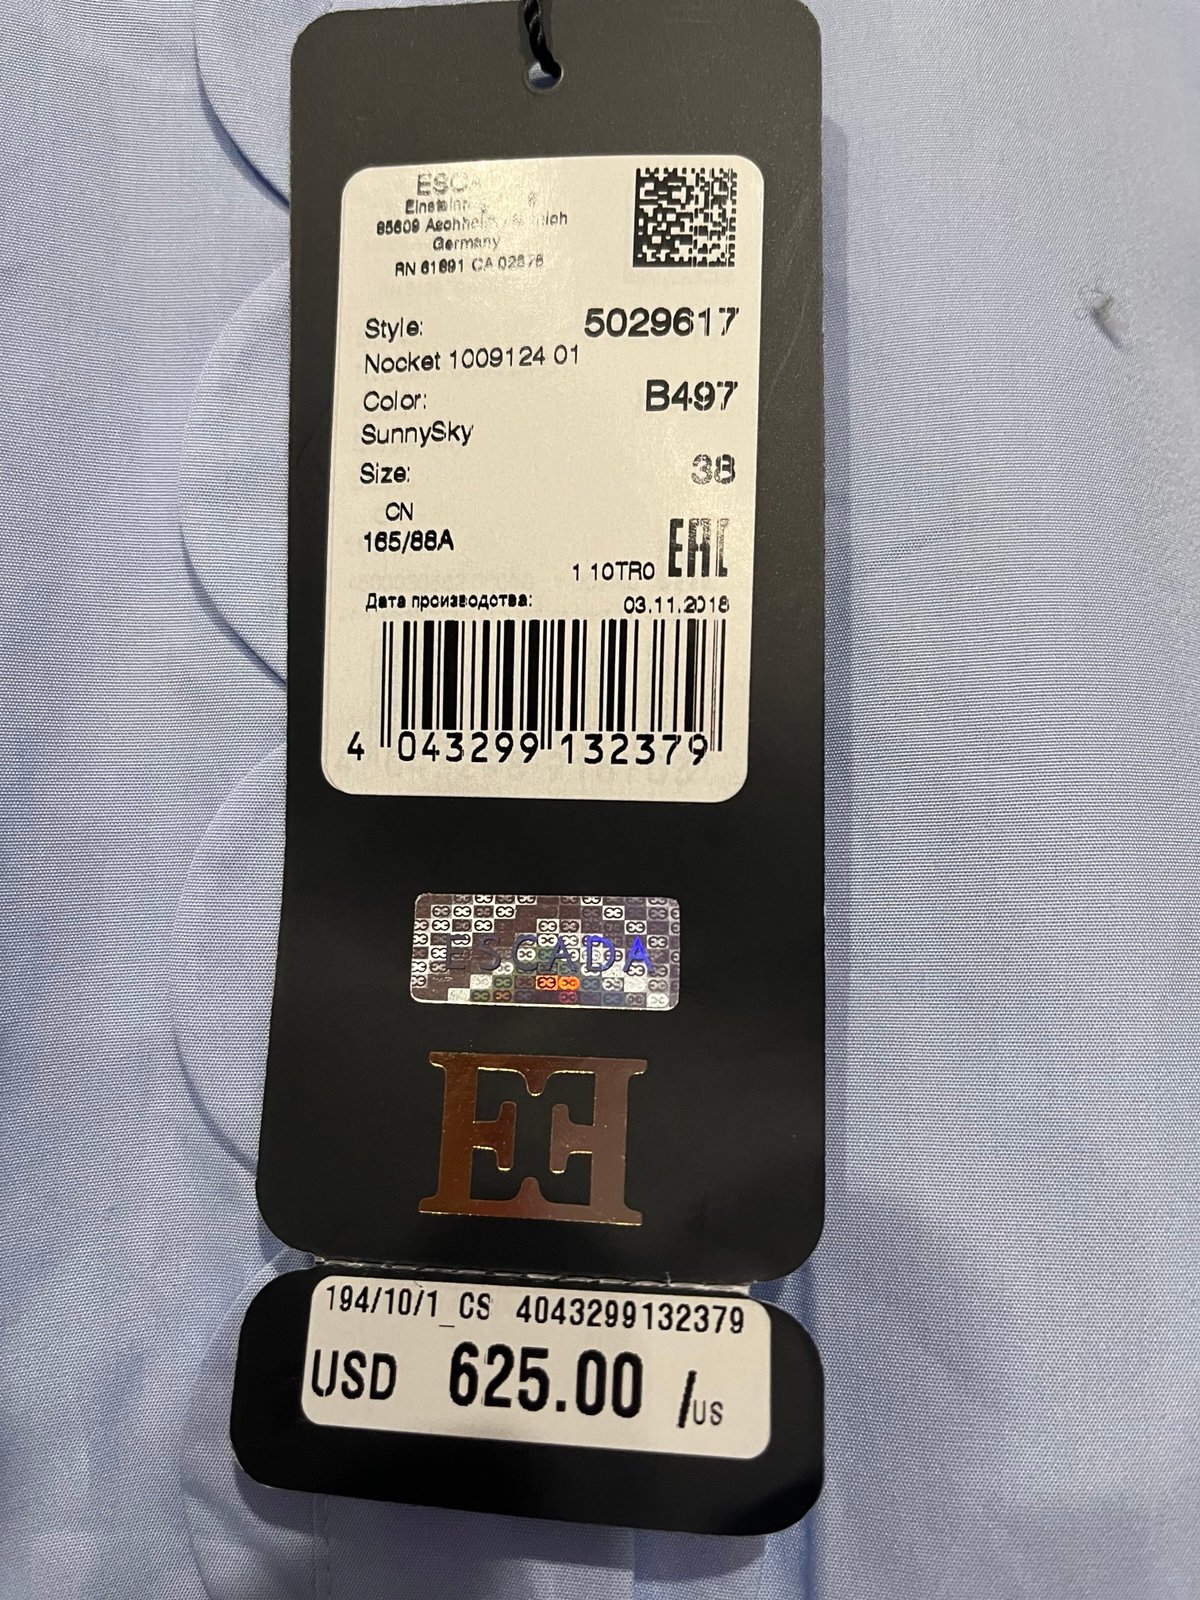 85609 Aschheim
Germany
RN 61691 CA 02876
Style: 5029617
Nocket 1009124 01
Color: B497
SunnySky
Size: 38
CN
165/88A
EAC
1 10TR0
Дата производства: 03.11.2018
4 043299 132379
ESCADA
194/10/1_CS 4043299132379
USD 625.00 /US